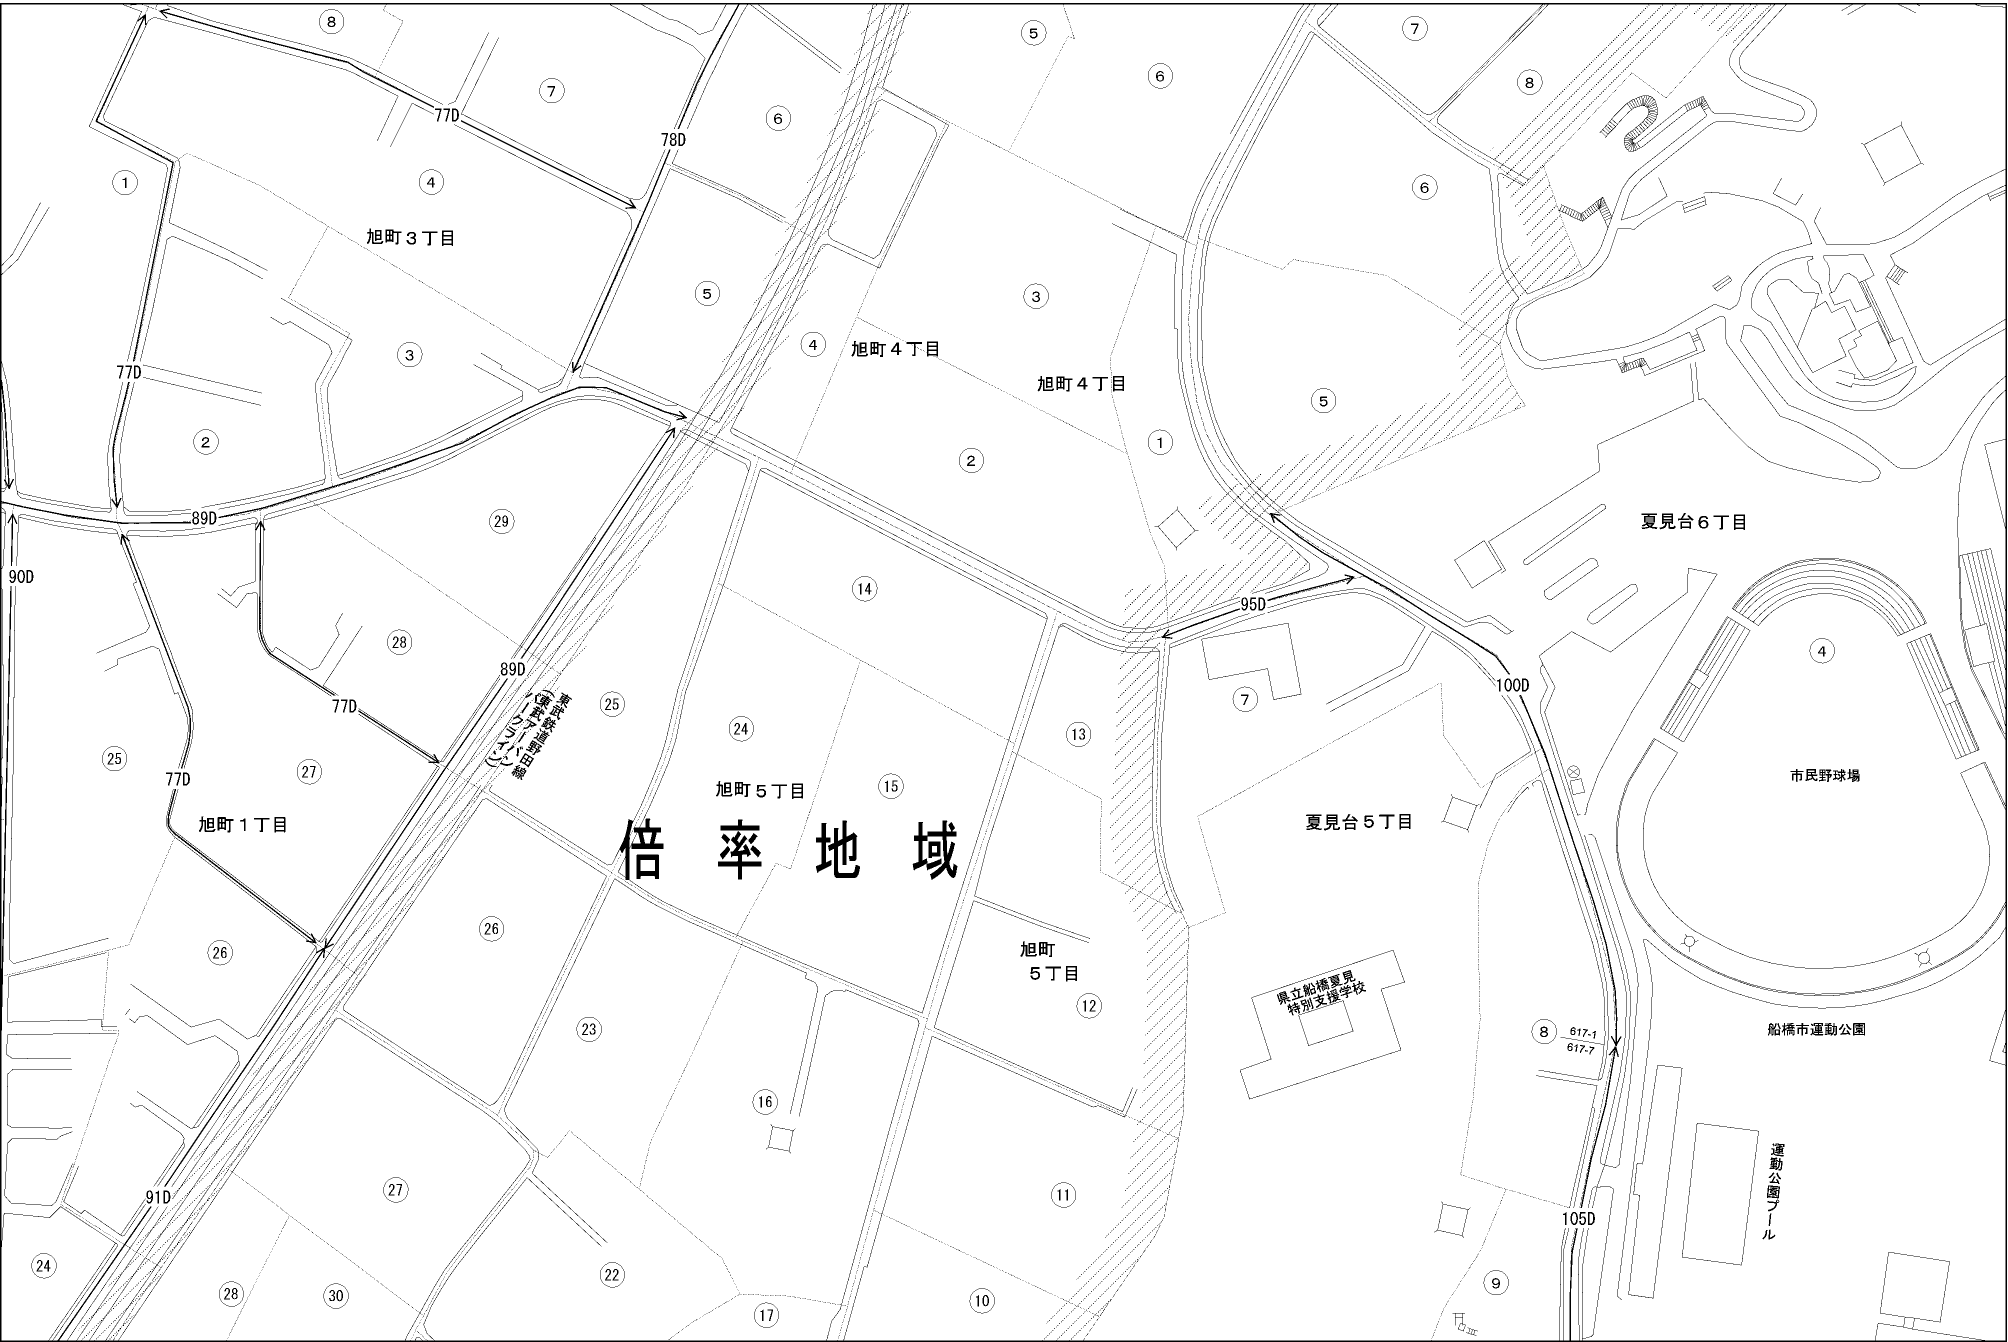 ⑧
⑤
⑦
⑥
⑧
⑦
77D
⑥
78D
①
④
⑥
旭町３丁目
⑤
③
④
旭町４丁目
③
77D
旭町４丁目
⑤
②
②
①
89D
㉙
夏見台６丁目
90D
⑭
95D
㉘
89D
④
100D
77D
東武鉄道野田線
(東武アーバン
パークライン)
㉕
㉔
⑬
⑦
㉕
77D
㉗
旭町５丁目
⑮
市民野球場
旭町１丁目
夏見台５丁目
倍率地域
㉖
㉖
旭町
５丁目
⑫
県立船橋夏見
特別支援学校
㉓
⑧
617-1
617-7
船橋市運動公園
⑯
91D
㉗
⑪
105D
運動公園プール
㉔
㉘
㉚
㉒
⑰
⑩
⑨